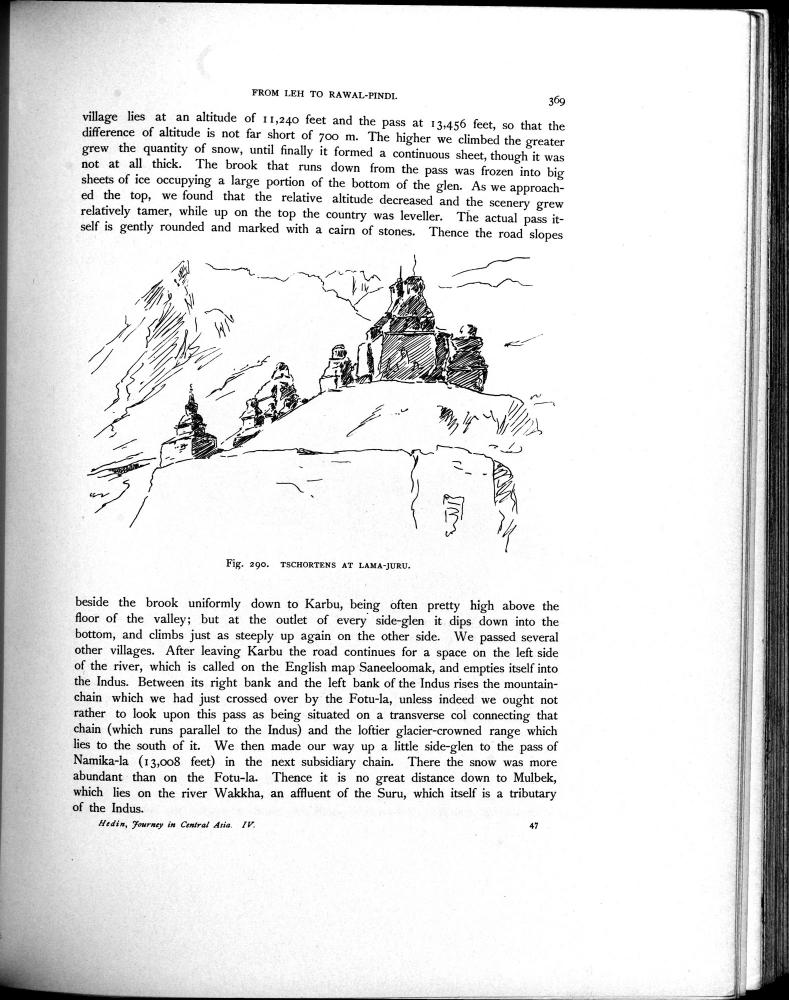 FROM LEH TO RAWAL-PINDI.
369
village lies at an altitude of 11,240 feet and the pass at 13,456 feet, so that the
difference of altitude is not far short of 700 m. The higher we climbed the greater
grew the quantity of snow, until finally it formed a continuous sheet, though it was
not at all thick. The brook that runs down from the pass was frozen into big
sheets of ice occupying a large portion of the bottom of the glen. As we approach-
ed the top, we found that the relative altitude decreased and the scenery grew
relatively tamer, while up on the top the country was leveller. The actual pass it-
self is gently rounded and marked with a cairn of stones. Thence the road slopes
Fig. 290. TSCHORTENS AT LAMA-JURU.
beside the brook uniformly down to Karbu, being often pretty high above the
floor of the valley; but at the outlet of every side-glen it dips down into the
bottom, and climbs just as steeply up again on the other side. We passed several
other villages. After leaving Karbu the road continues for a space on the left side
of the river, which is called on the English map Saneeloomak, and empties itself into
the Indus. Between its right bank and the left bank of the Indus rises the mountain-
chain which we had just crossed over by the Fotu-la, unless indeed we ought not
rather to look upon this pass as being situated on a transverse col connecting that
chain (which runs parallel to the Indus) and the loftier glacier-crowned range which
lies to the south of it. We then made our way up a little side-glen to the pass of
Namika-la (13,008 feet) in the next subsidiary chain. There the snow was more
abundant than on the Fotu-la. Thence it is no great distance down to Mulbek,
which lies on the river Wakkha, an affluent of the Suru, which itself is a tributary
of the Indus.
Hedin, Journey in Central Asia. IV.
47